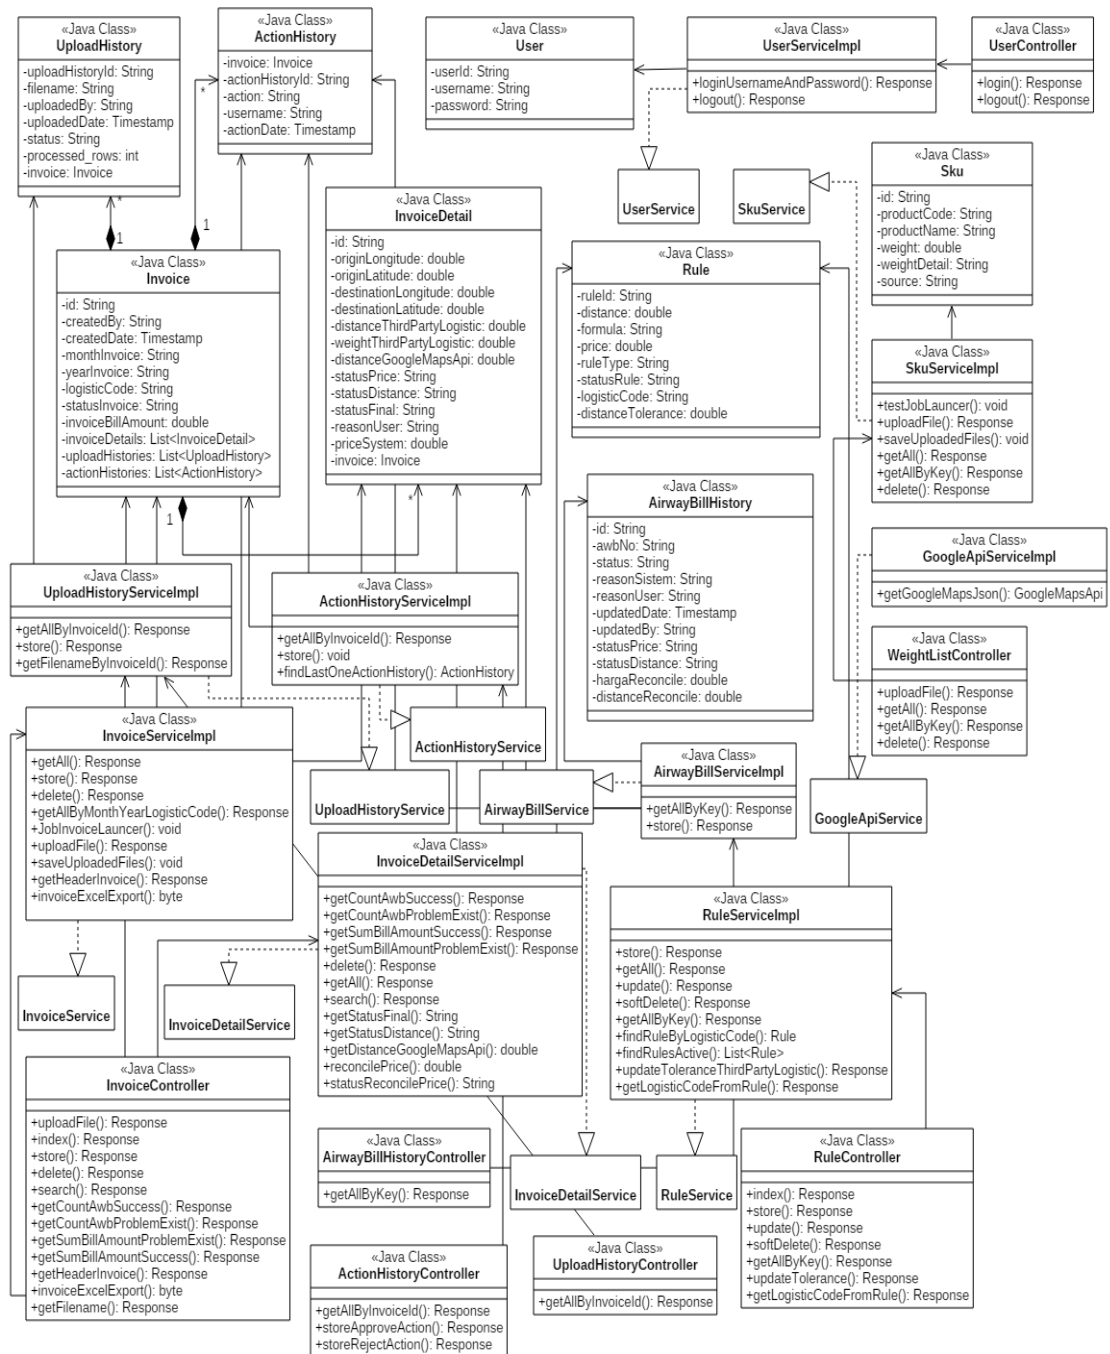 «Java Class»
UploadHistory
-uploadHistoryId: String
-filename: String
-uploadedBy: String
-uploadedDate: Timestamp
-status: String
-processed_rows: int
-invoice: Invoice
«Java Class»
ActionHistory
-invoice: Invoice
-actionHistoryId: String
-action: String
-username: String
-actionDate: Timestamp
«Java Class»
User
-userId: String
-username: String
-password: String
«Java Class»
UserServiceImpl
+loginUsernameAndPassword(): Response
+logout(): Response
«Java Class»
UserController
+login(): Response
+logout(): Response
UserService
SkuService
«Java Class»
Sku
-id: String
-productCode: String
-productName: String
-weight: double
-weightDetail: String
-source: String
*
1
*
1
«Java Class»
Invoice
-id: String
-createdBy: String
-createdDate: Timestamp
-monthInvoice: String
-yearInvoice: String
-logisticCode: String
-statusInvoice: String
-invoiceBillAmount: double
-invoiceDetails: List<InvoiceDetail>
-uploadHistories: List<UploadHistory>
-actionHistories: List<ActionHistory>
1
*
«Java Class»
InvoiceDetail
-id: String
-originLongitude: double
-originLatitude: double
-destinationLongitude: double
-destinationLatitude: double
-distanceThirdPartyLogistic: double
-weightThirdPartyLogistic: double
-distanceGoogleMapsApi: double
-statusPrice: String
-statusDistance: String
-statusFinal: String
-reasonUser: String
-priceSystem: double
-invoice: Invoice
«Java Class»
Rule
-ruleId: String
-distance: double
-formula: String
-price: double
-ruleType: String
-statusRule: String
-logisticCode: String
-distanceTolerance: double
«Java Class»
SkuServiceImpl
+testJobLauncer(): void
+uploadFile(): Response
+saveUploadedFiles(): void
+getAll(): Response
+getAllByKey(): Response
+delete(): Response
«Java Class»
AirwayBillHistory
-id: String
-awbNo: String
-status: String
-reasonSistem: String
-reasonUser: String
-updatedDate: Timestamp
-updatedBy: String
-statusPrice: String
-statusDistance: String
-hargaReconcile: double
-distanceReconcile: double
«Java Class»
GoogleApiServiceImpl
+getGoogleMapsJson(): GoogleMapsApi
«Java Class»
WeightListController
+uploadFile(): Response
+getAll(): Response
+getAllByKey(): Response
+delete(): Response
«Java Class»
UploadHistoryServiceImpl
+getAllByInvoiceId(): Response
+store(): Response
+getFilenameByInvoiceId(): Response
«Java Class»
ActionHistoryServiceImpl
+getAllByInvoiceId(): Response
+store(): void
+findLastOneActionHistory(): ActionHistory
«Java Class»
InvoiceServiceImpl
+getAll(): Response
+store(): Response
+delete(): Response
+getAllByMonthYearLogisticCode(): Response
+JobInvoiceLauncer(): void
+uploadFile(): Response
+saveUploadedFiles(): void
+getHeaderInvoice(): Response
+invoiceExcelExport(): byte
ActionHistoryService
UploadHistoryService
AirwayBillService
«Java Class»
AirwayBillServiceImpl
+getAllByKey(): Response
+store(): Response
GoogleApiService
«Java Class»
InvoiceDetailServiceImpl
+getCountAwbSuccess(): Response
+getCountAwbProblemExist(): Response
+getSumBillAmountSuccess(): Response
+getSumBillAmountProblemExist(): Response
+delete(): Response
+getAll(): Response
+search(): Response
+getStatusFinal(): String
+getStatusDistance(): String
+getDistanceGoogleMapsApi(): double
+reconcilePrice(): double
+statusReconcilePrice(): String
«Java Class»
RuleServiceImpl
+store(): Response
+getAll(): Response
+update(): Response
+softDelete(): Response
+getAllByKey(): Response
+findRuleByLogisticCode(): Rule
+findRulesActive(): List<Rule>
+updateToleranceThirdPartyLogistic(): Response
+getLogisticCodeFromRule(): Response
InvoiceService
InvoiceDetailService
«Java Class»
InvoiceController
+uploadFile(): Response
+index(): Response
+store(): Response
+delete(): Response
+search(): Response
+getCountAwbSuccess(): Response
+getCountAwbProblemExist(): Response
+getSumBillAmountProblemExist(): Response
+getSumBillAmountSuccess(): Response
+getHeaderInvoice(): Response
+invoiceExcelExport(): byte
+getFilename(): Response
«Java Class»
AirwayBillHistoryController
+getAllByKey(): Response
InvoiceDetailService
RuleService
«Java Class»
RuleController
+index(): Response
+store(): Response
+update(): Response
+softDelete(): Response
+getAllByKey(): Response
+updateTolerance(): Response
+getLogisticCodeFromRule(): Response
«Java Class»
ActionHistoryController
+getAllByInvoiceId(): Response
+storeApproveAction(): Response
+storeRejectAction(): Response
«Java Class»
UploadHistoryController
+getAllByInvoiceId(): Response